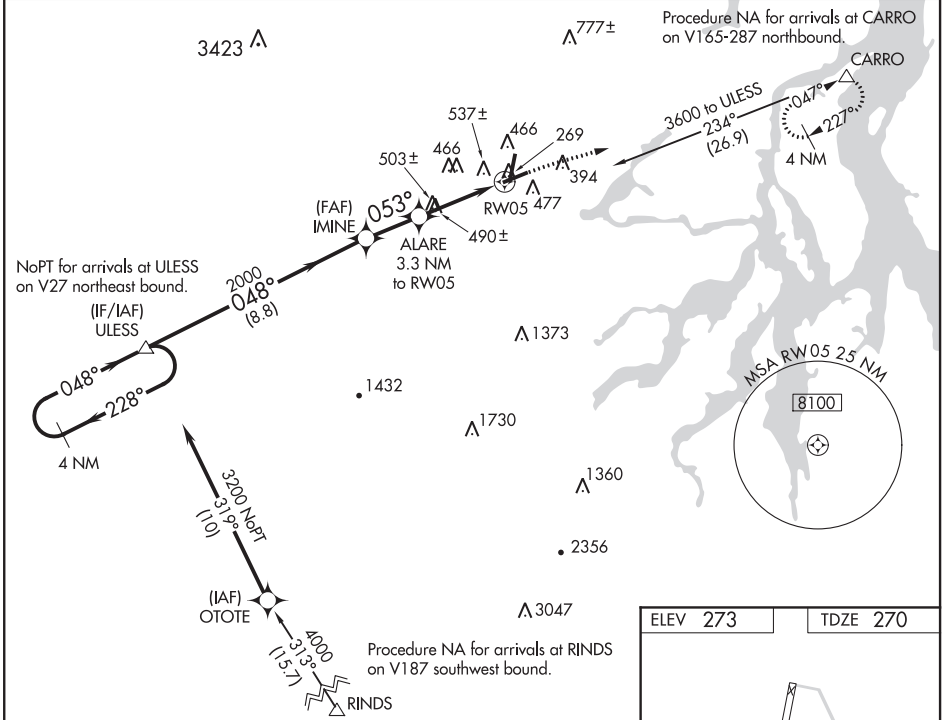 Procedure NA for arrivals at CARRO
on V165-287 northbound.
3423
777±
CARRO
3600 to ULESS
234°
(26.9)
047°
227°
4 NM
537±
466
269
503±
466
394
RW05
477
(FAF)
IMINE
053°
ALARE
3.3 NM
to RW05
490±
NoPT for arrivals at ULESS
on V27 northeast bound.
(IF/IAF)
ULESS
2000
048°
(8.8)
048°
228°
4 NM
1373
1432
1730
MSA RW05 25 NM
8100
1360
3200 NoPT
319°
(10)
2356
(IAF)
OTOTE
3047
4000
313°
(15.7)
RINDS
Procedure NA for arrivals at RINDS
on V187 southwest bound.
ELEV 273
TDZE 270
X